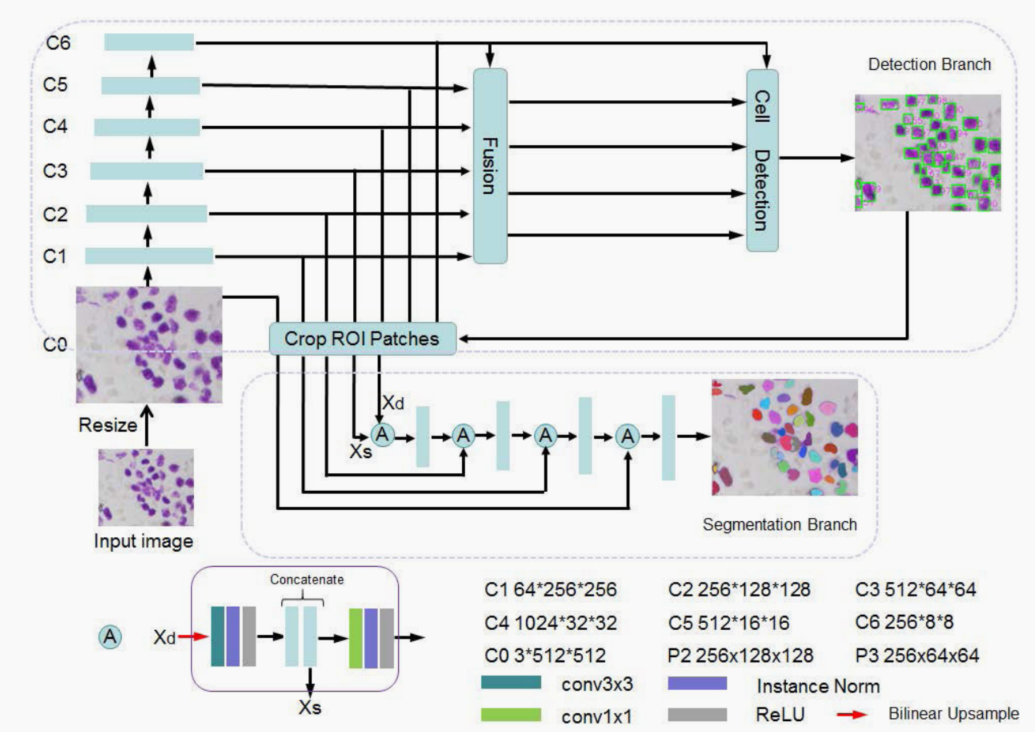 C6
C5
C4
C3
C2
C1
C0
Fusion
Cell Detection
Detection Branch
Crop ROI Patches
Resize
Input image
Xd
Xs
A
A
A
A
Segmentation Branch
Concatenate
A
Xd
Xs
C1 64*256*256 C2 256*128*128 C3 512*64*64
C4 1024*32*32 C5 512*16*16 C6 256*8*8
C0 3*512*512 P2 256x128x128 P3 256x64x64
conv3x3 Instance Norm
conv1x1 ReLU Bilinear Upsample